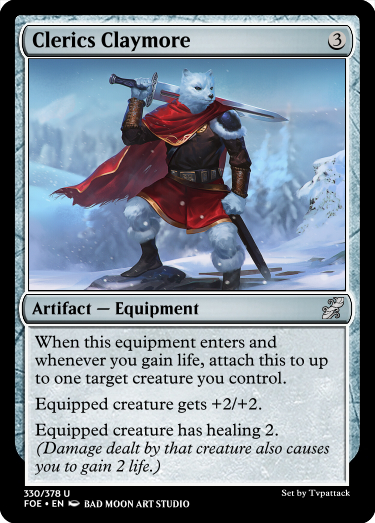 Clerics Claymore 3
Artifact — Equipment
When this equipment enters and
whenever you gain life, attach this to up
to one target creature you control.
Equipped creature gets +2/+2.
Equipped creature has healing 2.
(Damage dealt by that creature also causes
you to gain 2 life.)
330/378 U
Set by Tvpattack
FOE • EN BAD MOON ART STUDIO